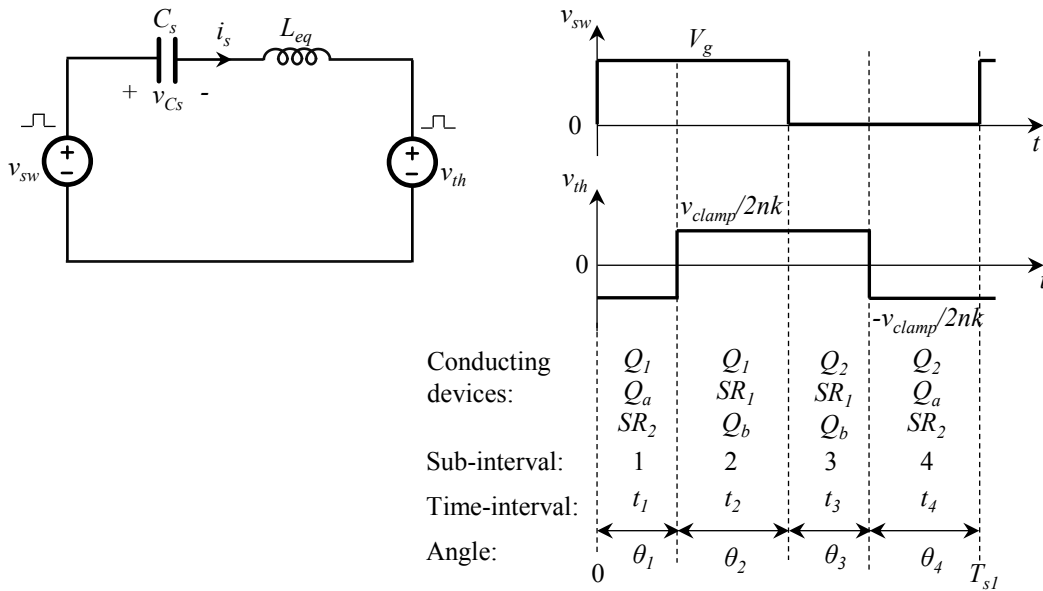 C_s
i_s
L_eq
+ v_Cs -
v_sw
+
−
+
−
v_th
v_sw
V_g
0
t
v_th
v_clamp/2nk
0
t
-v_clamp/2nk
Conducting devices:
Q_1 Q_1 Q_2 Q_2
Q_a SR_1 SR_1 Q_a
SR_2 Q_b Q_b SR_2
Sub-interval: 1 2 3 4
Time-interval: t_1 t_2 t_3 t_4
Angle: θ_1 θ_2 θ_3 θ_4
0 T_s1